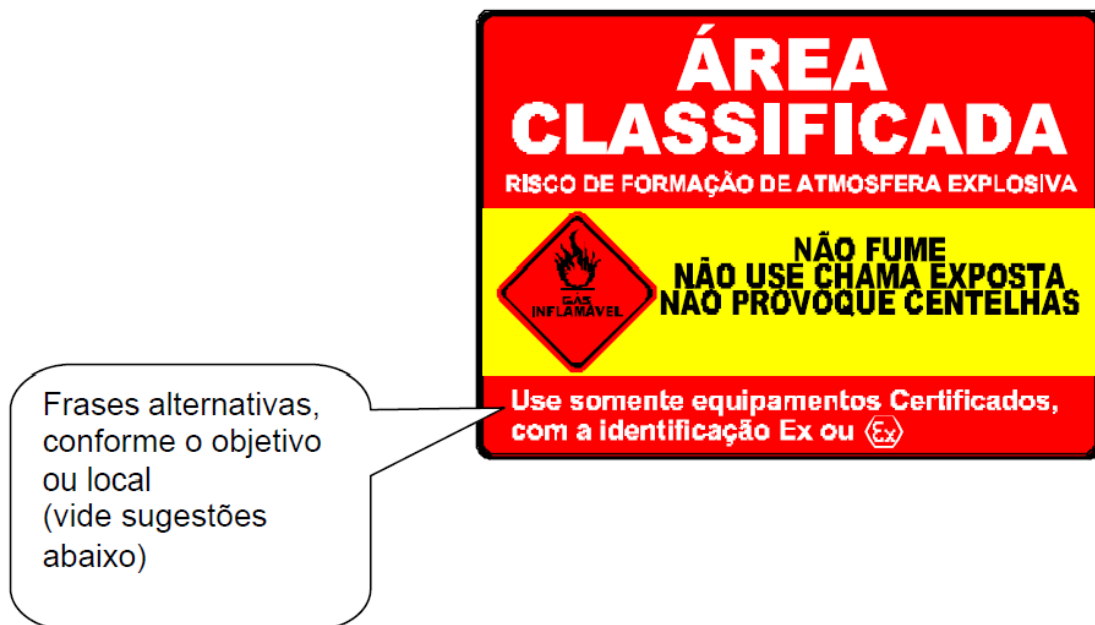 ÁREA
CLASSIFICADA
RISCO DE FORMAÇÃO DE ATMOSFERA EXPLOSIVA
NÃO FUME
NÃO USE CHAMA EXPOSTA
NÃO PROVOQUE CENTELHAS
GÁS
INFLAMÁVEL
Use somente equipamentos Certificados,
com a identificação Ex ou Ex
Frases alternativas,
conforme o objetivo
ou local
(vide sugestões
abaixo)